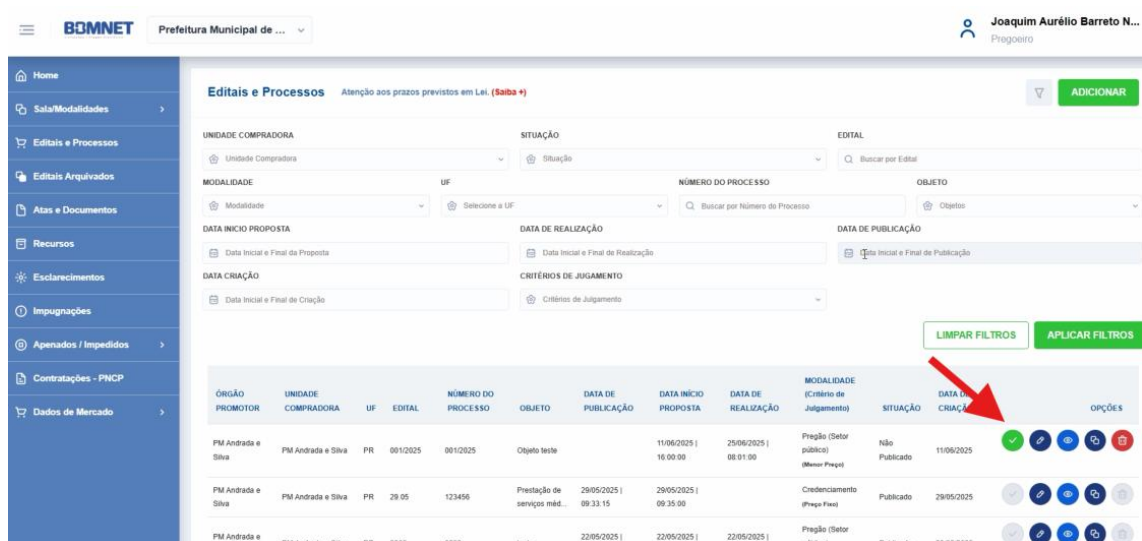 BOMNET
Prefeitura Municipal de ...
Joaquim Aurélio Barreto N...
Pregoeiro
Home
Sala/Modalidades
Editais e Processos
Editais Arquivados
Atas e Documentos
Recursos
Esclarecimentos
Impugnações
Apenados / Impedidos
Contratações - PNCP
Dados de Mercado
Editais e Processos Atenção aos prazos previstos em Lei. (Saiba +)
ADICIONAR
UNIDADE COMPRADORA SITUAÇÃO EDITAL
Unidade Compradora Situação Buscar por Edital
MODALIDADE UF NÚMERO DO PROCESSO OBJETO
Modalidade Selecione a UF Buscar por Número do Processo Objetos
DATA INICIO PROPOSTA DATA DE REALIZAÇÃO DATA DE PUBLICAÇÃO
Data Inicial e Final da Proposta Data Inicial e Final de Realização Data Inicial e Final de Publicação
DATA CRIAÇÃO CRITÉRIOS DE JUGAMENTO
Data Inicial e Final de Criação Critérios de Julgamento
LIMPAR FILTROS APLICAR FILTROS
ÓRGÃO PROMOTOR UNIDADE COMPRADORA UF EDITAL NÚMERO DO PROCESSO OBJETO DATA DE PUBLICAÇÃO DATA INÍCIO PROPOSTA DATA DE REALIZAÇÃO MODALIDADE (Critério de Julgamento) SITUAÇÃO DATA DE CRIAÇÃO OPÇÕES
PM Andrada e Silva PM Andrada e Silva PR 001/2025 001/2025 Objeto teste 11/06/2025 | 16:00:00 25/06/2025 | 08:01:00 Pregão (Setor público) (Menor Preço) Não Publicado 11/06/2025
PM Andrada e Silva PM Andrada e Silva PR 29.05 123456 Prestação de serviços méd... 29/05/2025 | 09:33:15 29/05/2025 | 09:35:00 Credenciamento (Preço Fixo) Publicado 29/05/2025
PM Andrada e 22/05/2025 | 22/05/2025 | 22/05/2025 | Pregão (Setor